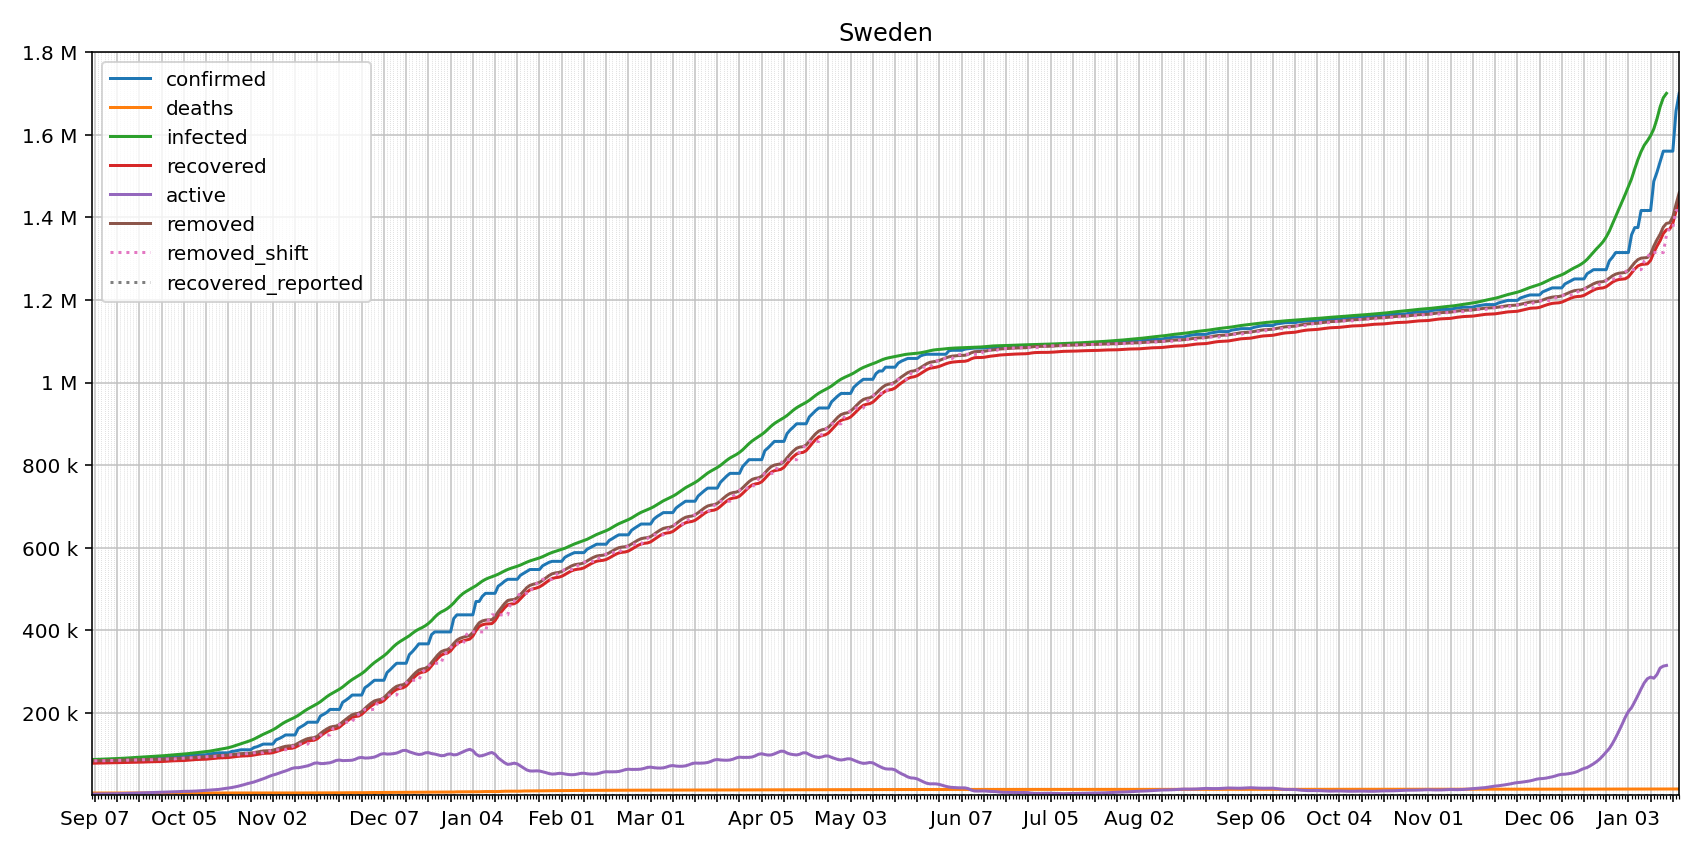 Sweden
1.8 M
1.6 M
1.4 M
1.2 M
1 M
800 k
600 k
400 k
200 k
confirmed
deaths
infected
recovered
active
removed
removed_shift
recovered_reported
Sep 07 Oct 05 Nov 02 Dec 07 Jan 04 Feb 01 Mar 01 Apr 05 May 03 Jun 07 Jul 05 Aug 02 Sep 06 Oct 04 Nov 01 Dec 06 Jan 03